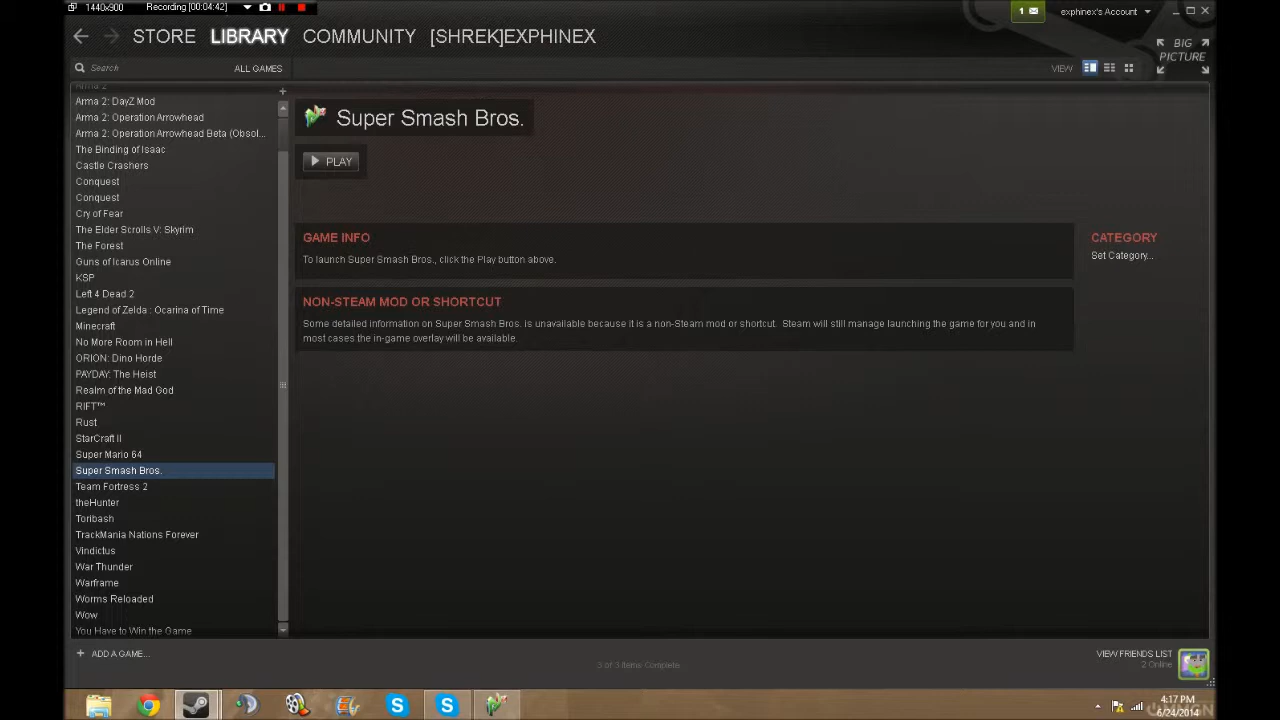 1440x900 Recording [00:04:42]
1 exphinex's Account
STORE LIBRARY COMMUNITY [SHREK]EXPHINEX
BIG PICTURE
Search ALL GAMES VIEW
Arma 2
Arma 2: DayZ Mod
Arma 2: Operation Arrowhead
Arma 2: Operation Arrowhead Beta (Obsol...
The Binding of Isaac
Castle Crashers
Conquest
Conquest
Cry of Fear
The Elder Scrolls V: Skyrim
The Forest
Guns of Icarus Online
KSP
Left 4 Dead 2
Legend of Zelda : Ocarina of Time
Minecraft
No More Room in Hell
ORION: Dino Horde
PAYDAY: The Heist
Realm of the Mad God
RIFT™
Rust
StarCraft II
Super Mario 64
Super Smash Bros.
Team Fortress 2
theHunter
Toribash
TrackMania Nations Forever
Vindictus
War Thunder
Warframe
Worms Reloaded
Wow
You Have to Win the Game
+ ADD A GAME...
Super Smash Bros.
PLAY
GAME INFO
To launch Super Smash Bros., click the Play button above.
NON-STEAM MOD OR SHORTCUT
Some detailed information on Super Smash Bros. is unavailable because it is a non-Steam mod or shortcut. Steam will still manage launching the game for you and in
most cases the in-game overlay will be available.
CATEGORY
Set Category...
3 of 3 Items Complete
VIEW FRIENDS LIST
2 Online
4:17 PM
6/24/2014